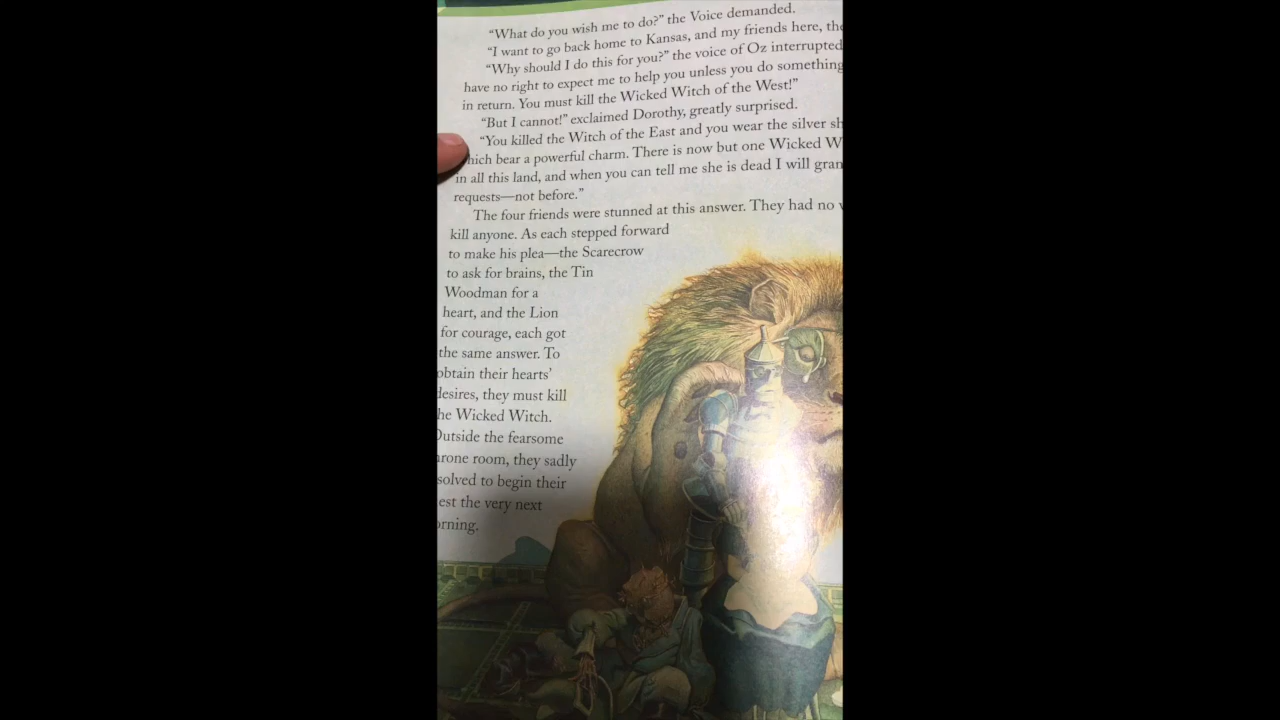 “What do you wish me to do?” the Voice demanded.
“I want to go back home to Kansas, and my friends here, the
“Why should I do this for you?” the voice of Oz interrupted
have no right to expect me to help you unless you do something
in return. You must kill the Wicked Witch of the West!”
“But I cannot!” exclaimed Dorothy, greatly surprised.
“You killed the Witch of the East and you wear the silver sh
hich bear a powerful charm. There is now but one Wicked W
in all this land, and when you can tell me she is dead I will gran
requests—not before.”
The four friends were stunned at this answer. They had no
kill anyone. As each stepped forward
to make his plea—the Scarecrow
to ask for brains, the Tin
Woodman for a
heart, and the Lion
for courage, each got
the same answer. To
obtain their hearts’
desires, they must kill
he Wicked Witch.
Outside the fearsome
rone room, they sadly
solved to begin their
est the very next
orning.